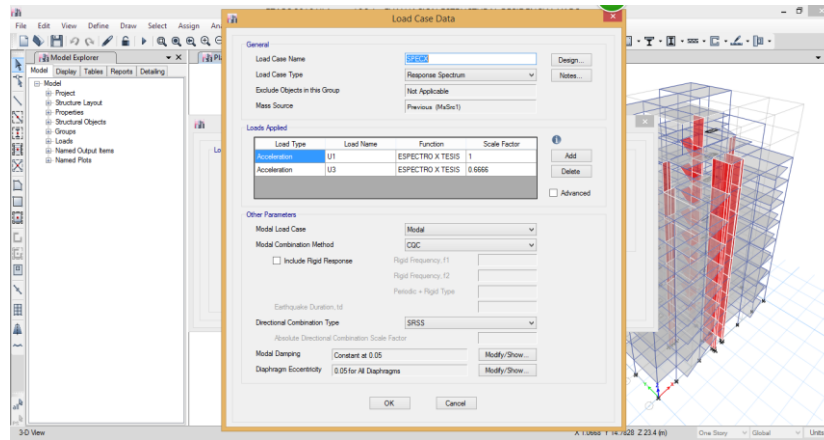 Load Case Data
File Edit View Define Draw Select Assign
Model Explorer
Model Display Tables Reports Detailing
Model
Project
Structure Layout
Properties
Structural Objects
Groups
Loads
Named Output Items
Named Plots
General
Load Case Name SPECX Design...
Load Case Type Response Spectrum Notes...
Exclude Objects in this Group Not Applicable
Mass Source Previous (MsSrc1)
Loads Applied
Load Type Load Name Function Scale Factor
Acceleration U1 ESPECTRO X TESIS 1 Add
Acceleration U3 ESPECTRO X TESIS 0.6666 Delete
Advanced
Other Parameters
Modal Load Case Modal
Modal Combination Method CQC
Include Rigid Response Rigid Frequency, f1
Rigid Frequency, f2
Periodic + Rigid Type
Earthquake Duration, td
Directional Combination Type SRSS
Absolute Directional Combination Scale Factor
Modal Damping Constant at 0.05 Modify/Show...
Diaphragm Eccentricity 0.05 for All Diaphragms Modify/Show...
OK Cancel
3-D View Z 23.4 (m) One Story Global Units